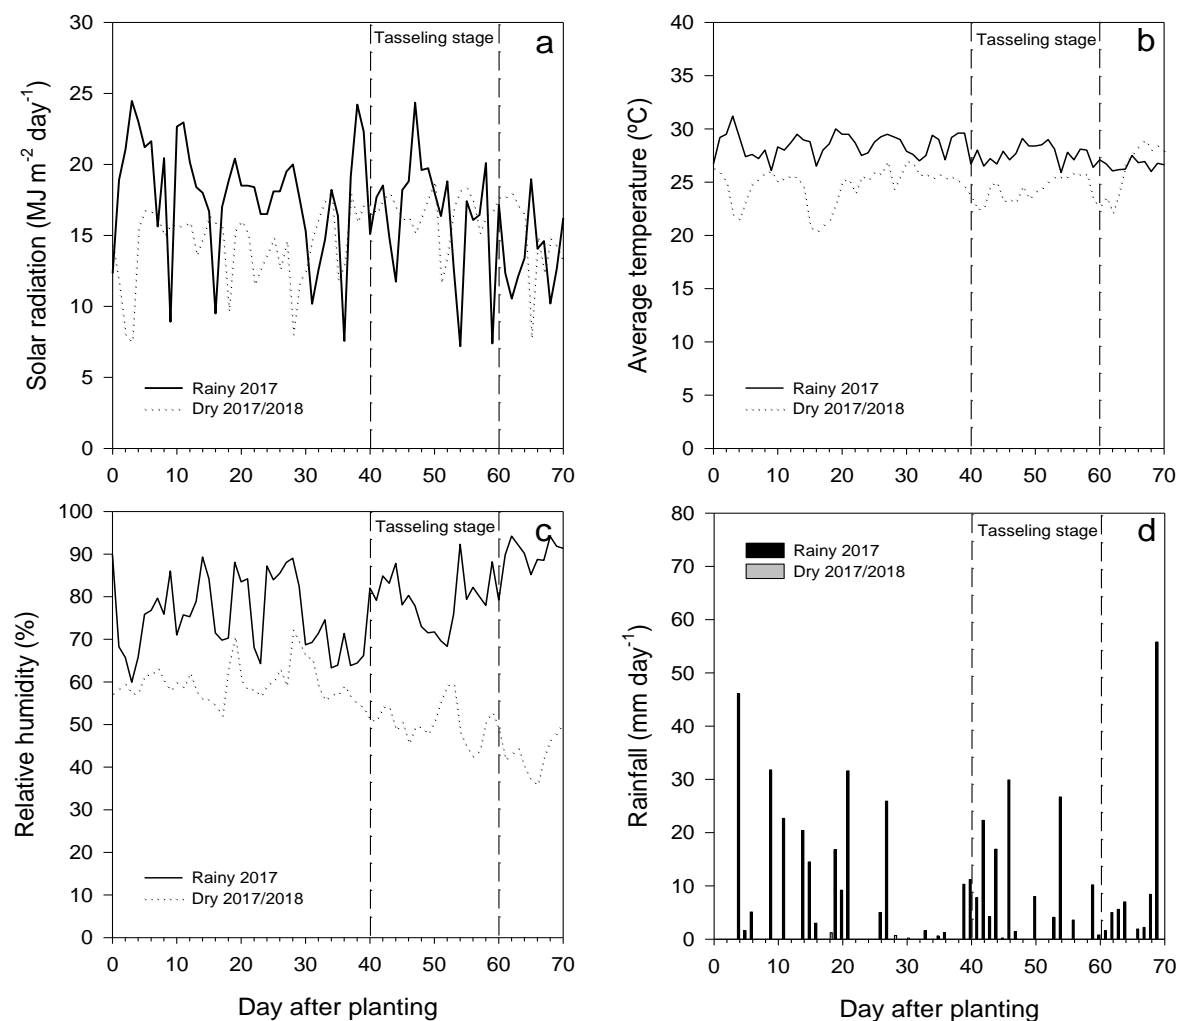 a
Tasseling stage
Solar radiation (MJ m⁻² day⁻¹)
30
25
20
15
10
5
0
Rainy 2017
Dry 2017/2018
0 10 20 30 40 50 60 70
b
Tasseling stage
Average temperature (ºC)
40
35
30
25
20
15
10
5
0
Rainy 2017
Dry 2017/2018
0 10 20 30 40 50 60 70
c
Tasseling stage
Relative humidity (%)
100
90
80
70
60
50
40
30
20
10
0
Rainy 2017
Dry 2017/2018
0 10 20 30 40 50 60 70
Day after planting
d
Tasseling stage
Rainfall (mm day⁻¹)
80
70
60
50
40
30
20
10
0
Rainy 2017
Dry 2017/2018
0 10 20 30 40 50 60 70
Day after planting